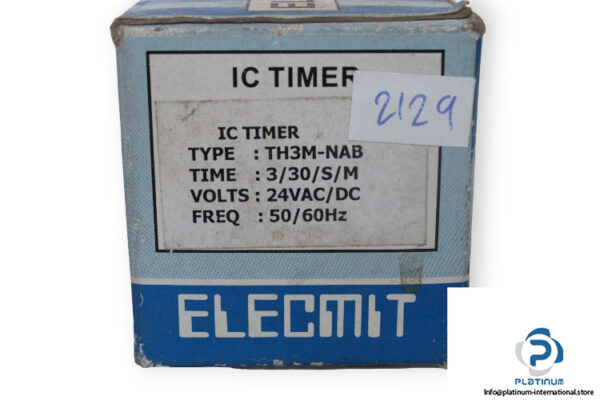 IC TIMER
2129
IC TIMER
TYPE : TH3M-NAB
TIME : 3/30/S/M
VOLTS : 24VAC/DC
FREQ : 50/60Hz
ELECMIT
PLATINUM
Info@platinum-international.store